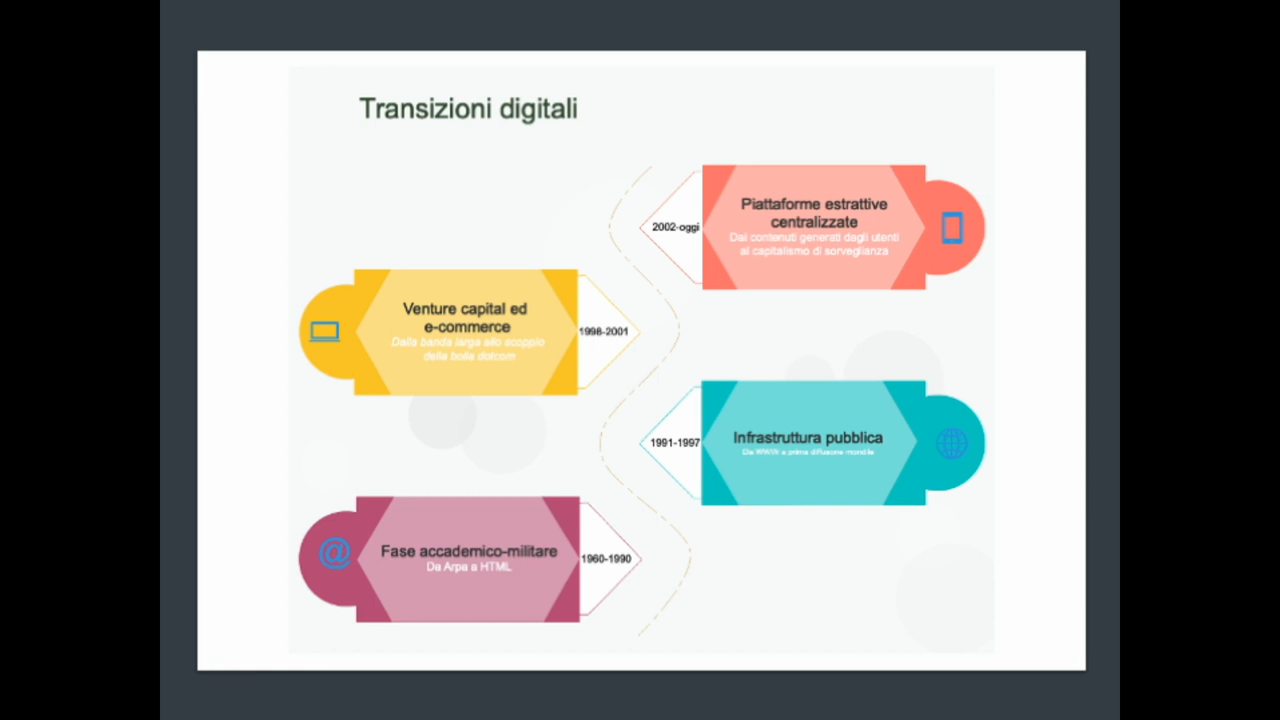 Transizioni digitali
2002-oggi
Piattaforme estrattive
centralizzate
Dai contenuti generati dagli utenti
al capitalismo di sorveglianza
Venture capital ed
e-commerce
Dalla banda larga allo scoppio
della bolla dotcom
1998-2001
1991-1997
Infrastruttura pubblica
Da WWW a prima diffusione mondiale
Fase accademico-militare
Da Arpa a HTML
1960-1990
@